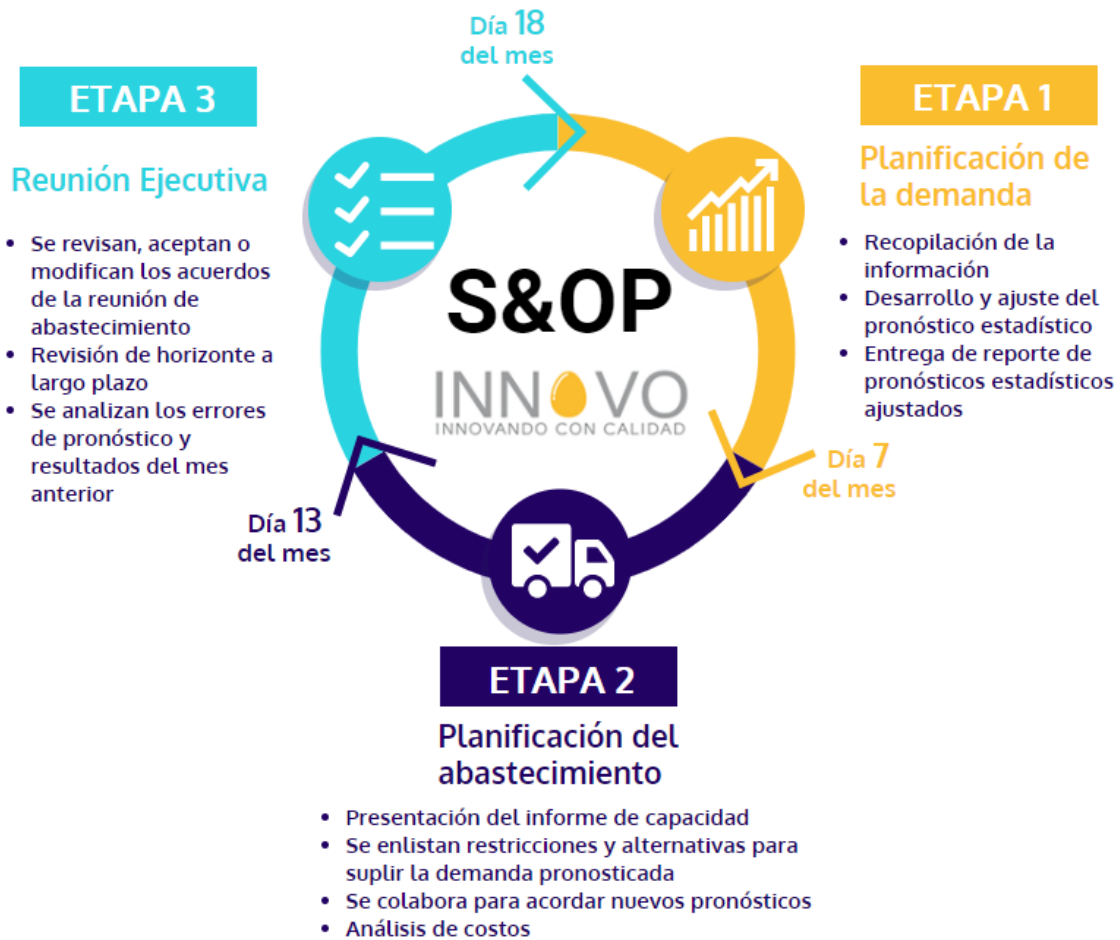 Día 18
del mes
ETAPA 3
Reunión Ejecutiva
• Se revisan, aceptan o
modifican los acuerdos
de la reunión de
abastecimiento
• Revisión de horizonte a
largo plazo
• Se analizan los errores
de pronóstico y
resultados del mes
anterior
ETAPA 1
Planificación de
la demanda
• Recopilación de la
información
• Desarrollo y ajuste del
pronóstico estadístico
• Entrega de reporte de
pronósticos estadísticos
ajustados
S&OP
INNOVO
INNOVANDO CON CALIDAD
Día 7
del mes
Día 13
del mes
ETAPA 2
Planificación del
abastecimiento
• Presentación del informe de capacidad
• Se enlistan restricciones y alternativas para
suplir la demanda pronosticada
• Se colabora para acordar nuevos pronósticos
• Análisis de costos